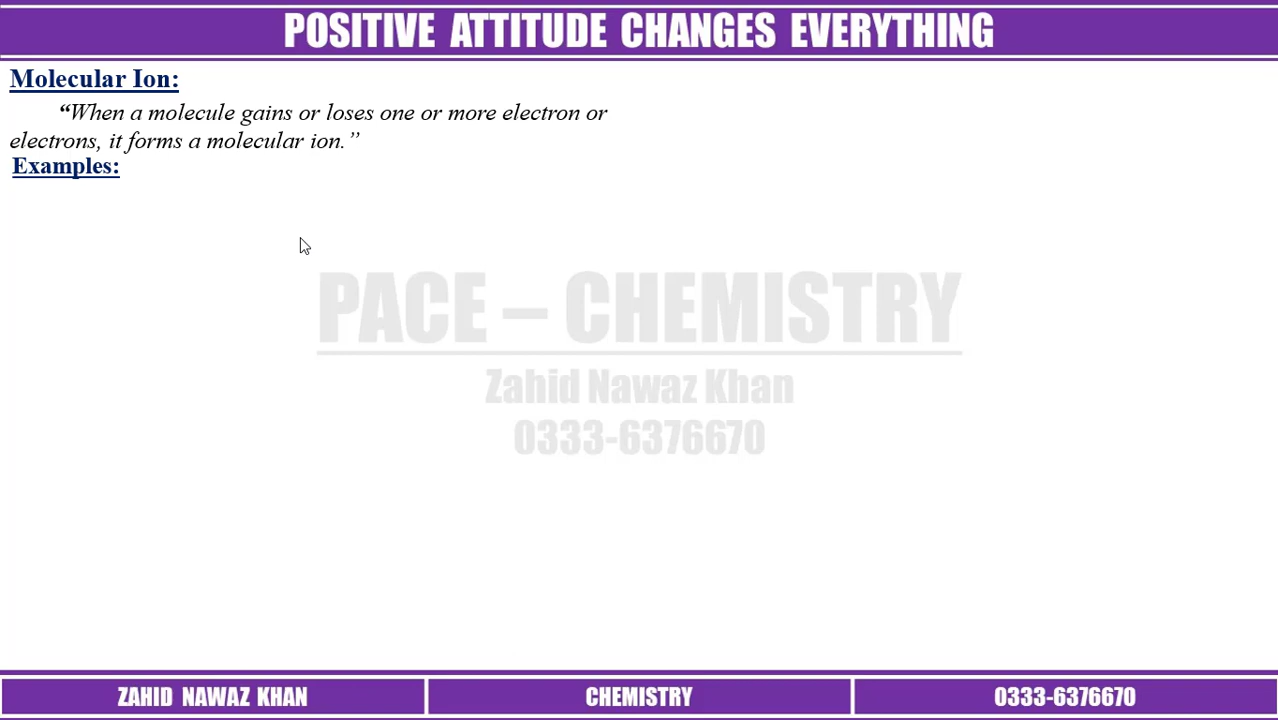 POSITIVE ATTITUDE CHANGES EVERYTHING
Molecular Ion:
“When a molecule gains or loses one or more electron or
electrons, it forms a molecular ion.”
Examples:
PACE – CHEMISTRY
Zahid Nawaz Khan
0333-6376670
ZAHID NAWAZ KHAN
CHEMISTRY
0333-6376670